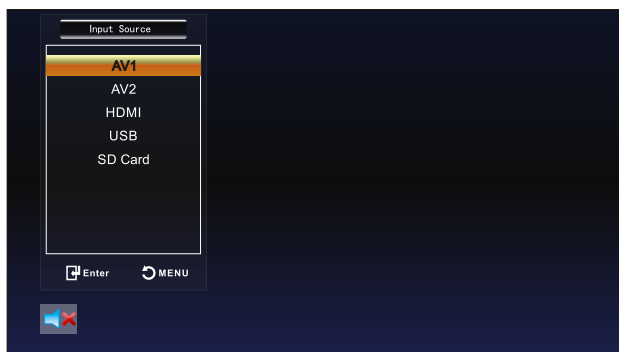 Input Source
AV1
AV2
HDMI
USB
SD Card
Enter MENU